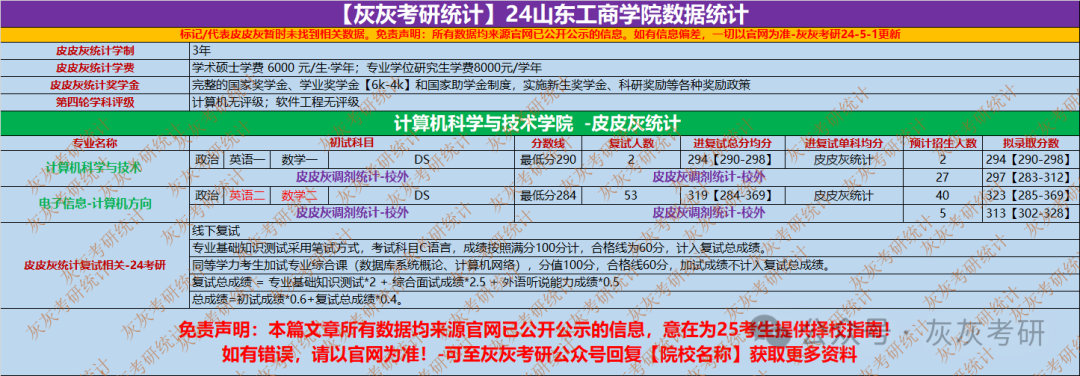 【灰灰考研统计】24山东工商学院数据统计
标记/代表皮皮灰暂时未找到相关数据。免责声明：所有数据均来源官网已公开公示的信息。如有信息偏差，一切以官网为准-灰灰考研24-5-1更新
皮皮灰统计学制 3年
皮皮灰统计学费 学术硕士学费 6000 元/生·学年；专业学位研究生学费8000元/学年
皮皮灰统计奖学金 完整的国家奖学金、学业奖学金【6k-4k】和国家助学金制度，实施新生奖学金、科研奖励等各种奖励政策
第四轮学科评级 计算机无评级；软件工程无评级
计算机科学与技术学院 -皮皮灰统计
专业名称 初试科目 分数线 复试人数 进复试总分均分 进复试单科均分 预计招生人数 拟录取分数
计算机科学与技术 政治 英语一 数学一 DS 最低分290 2 294【290-298】 皮皮灰统计 2 294【290-298】
皮皮灰调剂统计-校外 皮皮灰调剂统计-校外 27 297【283-312】
电子信息-计算机方向 政治 英语二 数学二 DS 最低分284 53 319【284-369】 皮皮灰统计 40 323【285-369】
皮皮灰调剂统计-校外 皮皮灰调剂统计-校外 5 313【302-328】
皮皮灰统计复试相关-24考研
线下复试
专业基础知识测试采用笔试方式，考试科目C语言，成绩按照满分100分计，合格线为60分，计入复试总成绩。
同等学力考生加试专业综合课（数据库系统概论、计算机网络），分值100分，合格线60分，加试成绩不计入复试总成绩。
复试总成绩 = 专业基础知识测试*2 + 综合面试成绩*2.5 + 外语听说能力成绩*0.5
总成绩=初试成绩*0.6+复试总成绩*0.4。
免责声明：本篇文章所有数据均来源官网已公开公示的信息，意在为25考生提供择校指南！
如有错误，请以官网为准！-可至灰灰考研公众号回复【院校名称】获取更多资料
公众号·灰灰考研